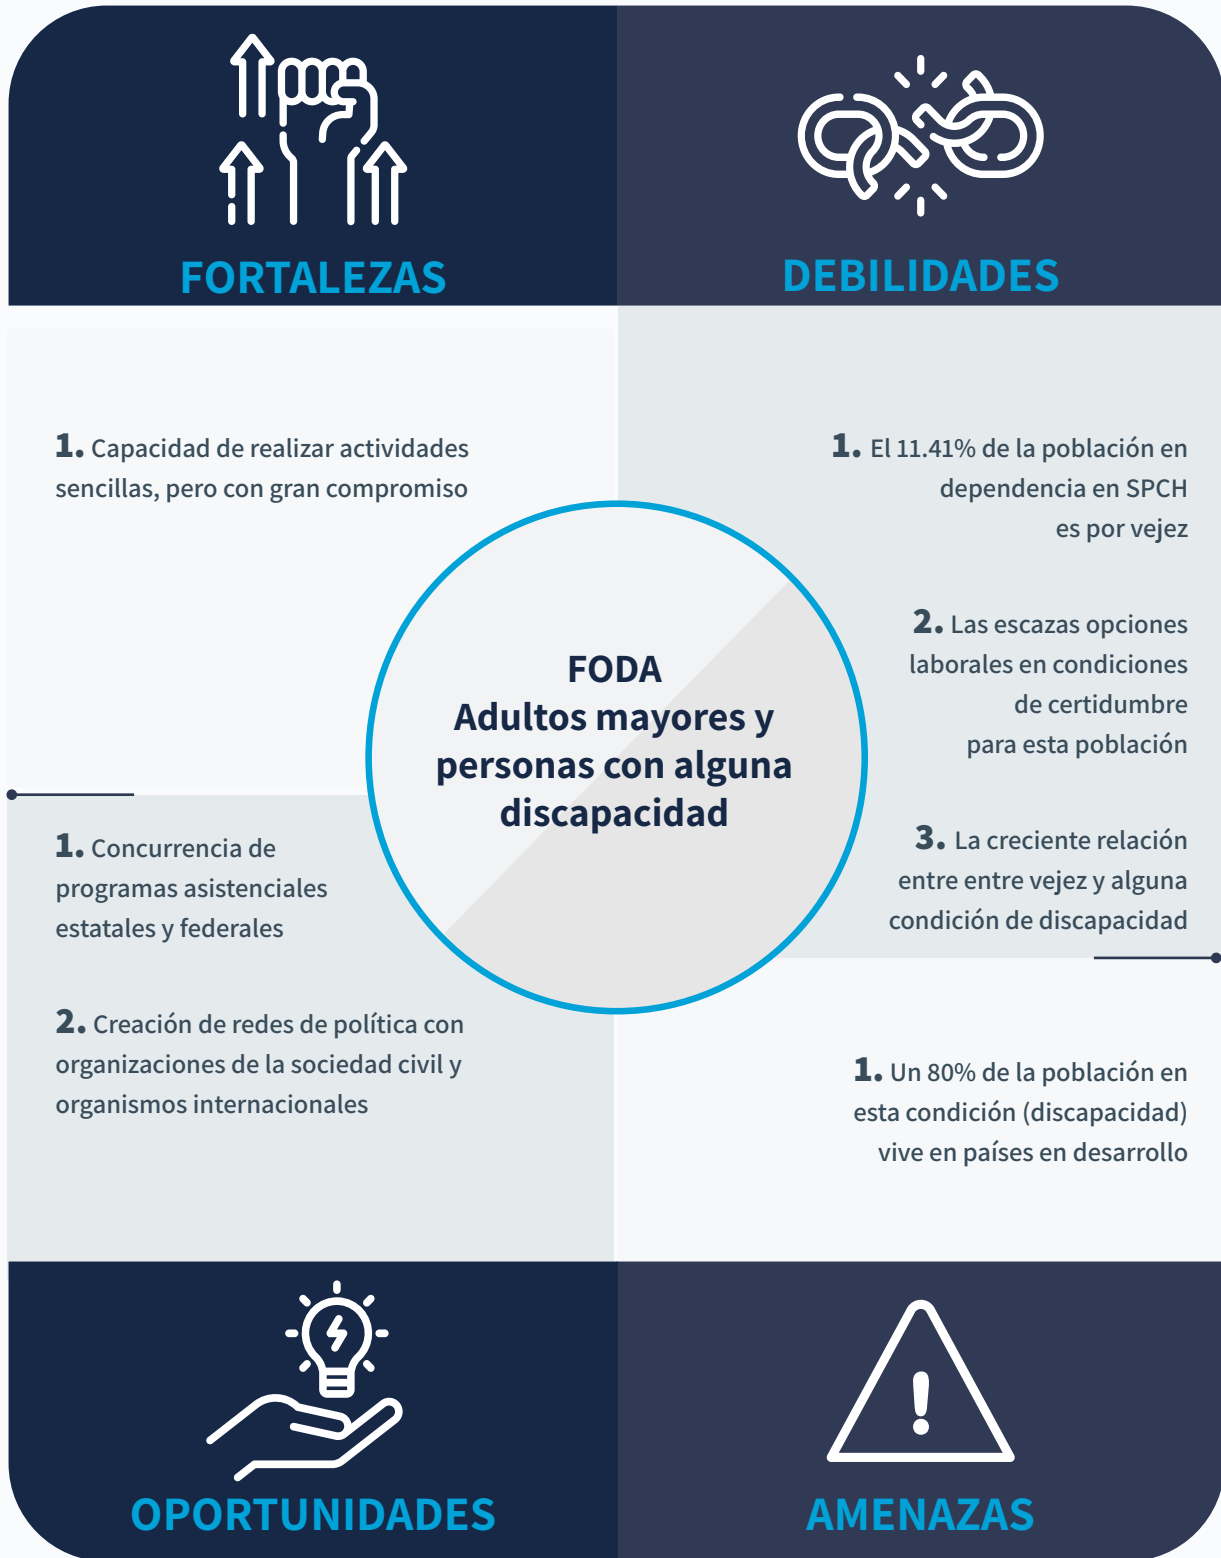 FORTALEZAS
1. Capacidad de realizar actividades
sencillas, pero con gran compromiso
DEBILIDADES
1. El 11.41% de la población en
dependencia en SPCH
es por vejez
2. Las escazas opciones
laborales en condiciones
de certidumbre
para esta población
3. La creciente relación
entre entre vejez y alguna
condición de discapacidad
FODA
Adultos mayores y
personas con alguna
discapacidad
1. Concurrencia de
programas asistenciales
estatales y federales
2. Creación de redes de política con
organizaciones de la sociedad civil y
organismos internacionales
OPORTUNIDADES
1. Un 80% de la población en
esta condición (discapacidad)
vive en países en desarrollo
AMENAZAS